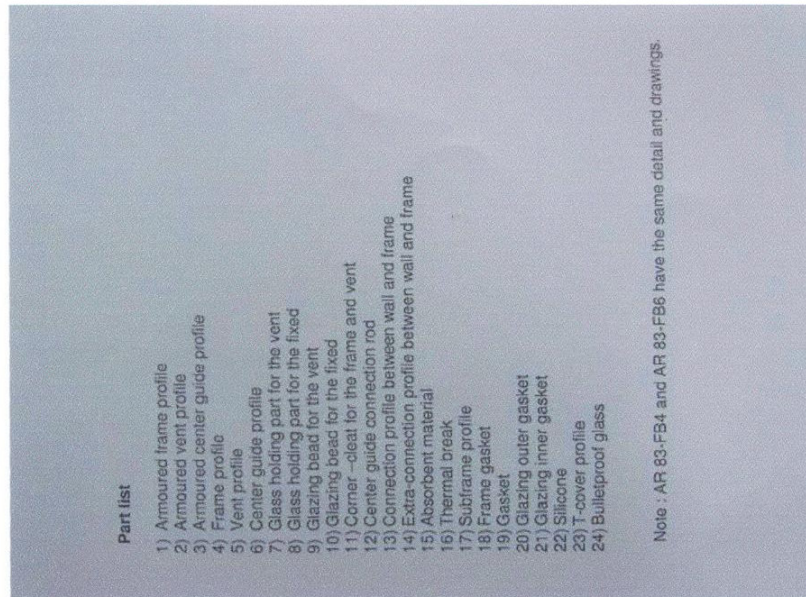 Part list
1) Armoured frame profile
2) Armoured vent profile
3) Armoured center guide profile
4) Frame profile
5) Vent profile
6) Center guide profile
7) Glass holding part for the vent
8) Glass holding part for the fixed
9) Glazing bead for the vent
10) Glazing bead for the fixed
11) Corner –cleat for the frame and vent
12) Center guide connection rod
13) Connection profile between wall and frame
14) Extra-connection profile between wall and frame
15) Absorbent material
16) Thermal break
17) Subframe profile
18) Frame gasket
19) Gasket
20) Glazing outer gasket
21) Glazing inner gasket
22) Silicone
23) T-cover profile
24) Bulletproof glass
Note : AR 83-FB4 and AR 83-FB6 have the same detail and drawings.